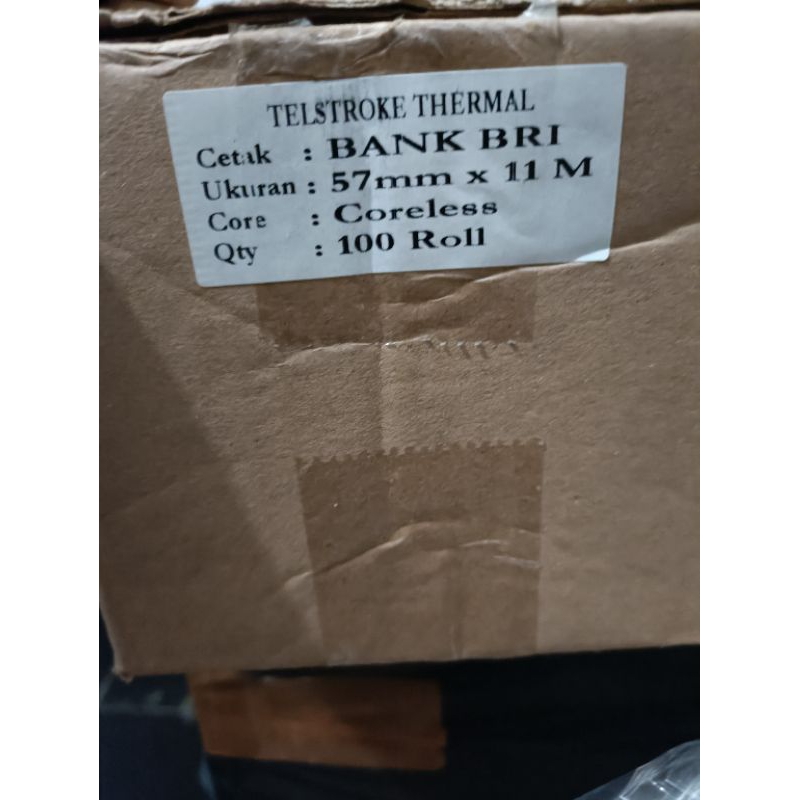 TELSTROKE THERMAL
Cetak : BANK BRI
Ukuran : 57mm x 11 M
Core : Coreless
Qty : 100 Roll